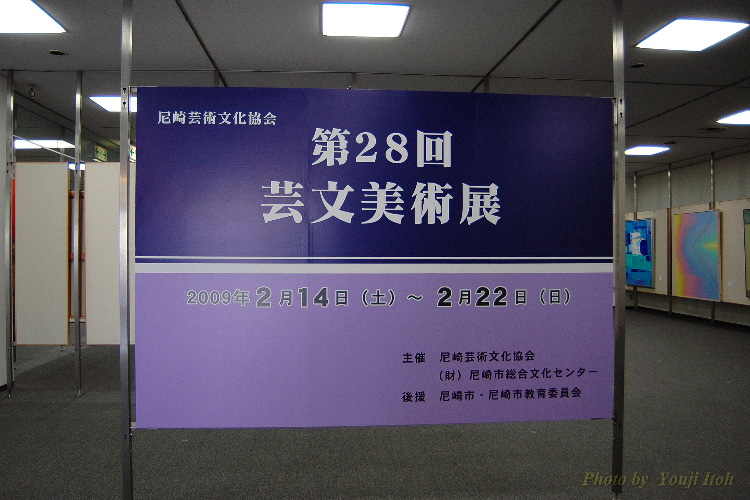 尼崎芸術文化協会
第28回
芸文美術展
2009年2月14日（土）～ 2月22日（日）
主催　尼崎芸術文化協会
（財）尼崎市総合文化センター
後援　尼崎市・尼崎市教育委員会
Photo by Youji Itoh